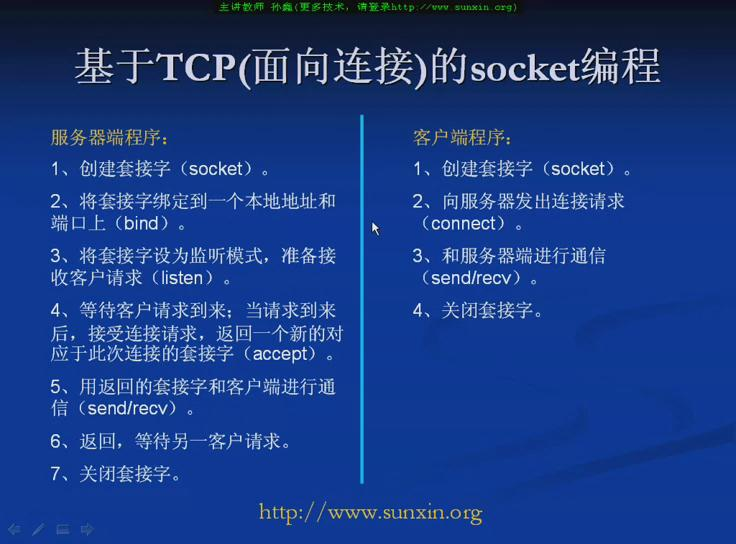 主讲教师 孙鑫(更多技术，请登录http://www.sunxin.org)
基于TCP(面向连接)的socket编程
服务器端程序：
1、创建套接字（socket）。
2、将套接字绑定到一个本地地址和
端口上（bind）。
3、将套接字设为监听模式，准备接
收客户请求（listen）。
4、等待客户请求到来；当请求到来
后，接受连接请求，返回一个新的对
应于此次连接的套接字（accept）。
5、用返回的套接字和客户端进行通
信（send/recv）。
6、返回，等待另一客户请求。
7、关闭套接字。
客户端程序：
1、创建套接字（socket）。
2、向服务器发出连接请求
（connect）。
3、和服务器端进行通信
（send/recv）。
4、关闭套接字。
http://www.sunxin.org